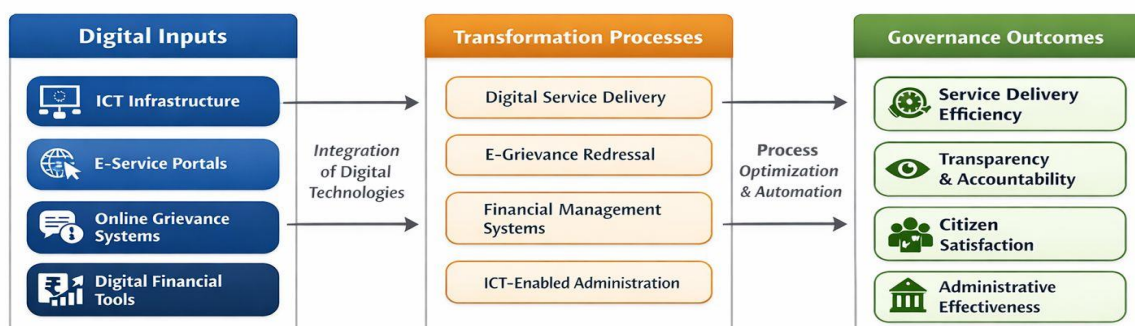 Digital Inputs
ICT Infrastructure
E-Service Portals
Online Grievance
Systems
Digital Financial
Tools
Integration
of Digital
Technologies
Transformation Processes
Digital Service Delivery
E-Grievance Redressal
Financial Management
Systems
ICT-Enabled Administration
Process
Optimization
& Automation
Governance Outcomes
Service Delivery
Efficiency
Transparency
& Accountability
Citizen
Satisfaction
Administrative
Effectiveness